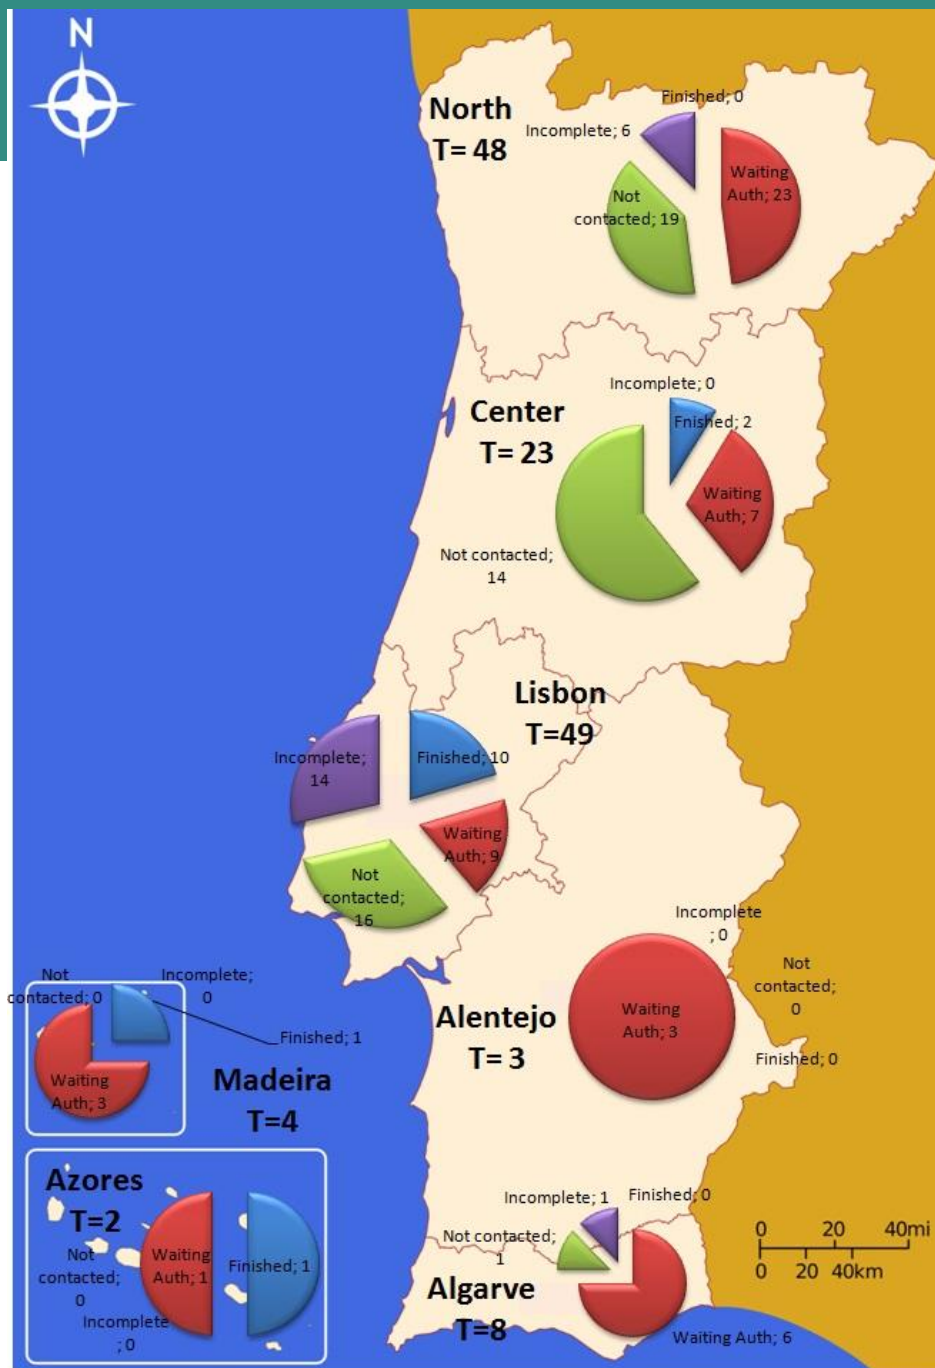 N
North
T= 48
Finished; 0
Incomplete; 6
Waiting
Auth; 23
Not
contacted; 19
Center
T= 23
Incomplete; 0
Fnished; 2
Waiting
Auth; 7
Not contacted;
14
Lisbon
T=49
Incomplete;
14
Finished; 10
Waiting
Auth; 9
Not
contacted;
16
Alentejo
T= 3
Incomplete
; 0
Not
contacted;
0
Waiting
Auth; 3
Finished; 0
Madeira
T=4
Not
contacted; 0
Incomplete;
0
Finished; 1
Waiting
Auth; 3
Azores
T=2
Not
contacted;
0
Waiting
Auth; 1
Finished; 1
Incomplete
; 0
Algarve
T=8
Incomplete; 1
Finished; 0
Not contacted;
1
Waiting Auth; 6
0 20 40mi
0 20 40km